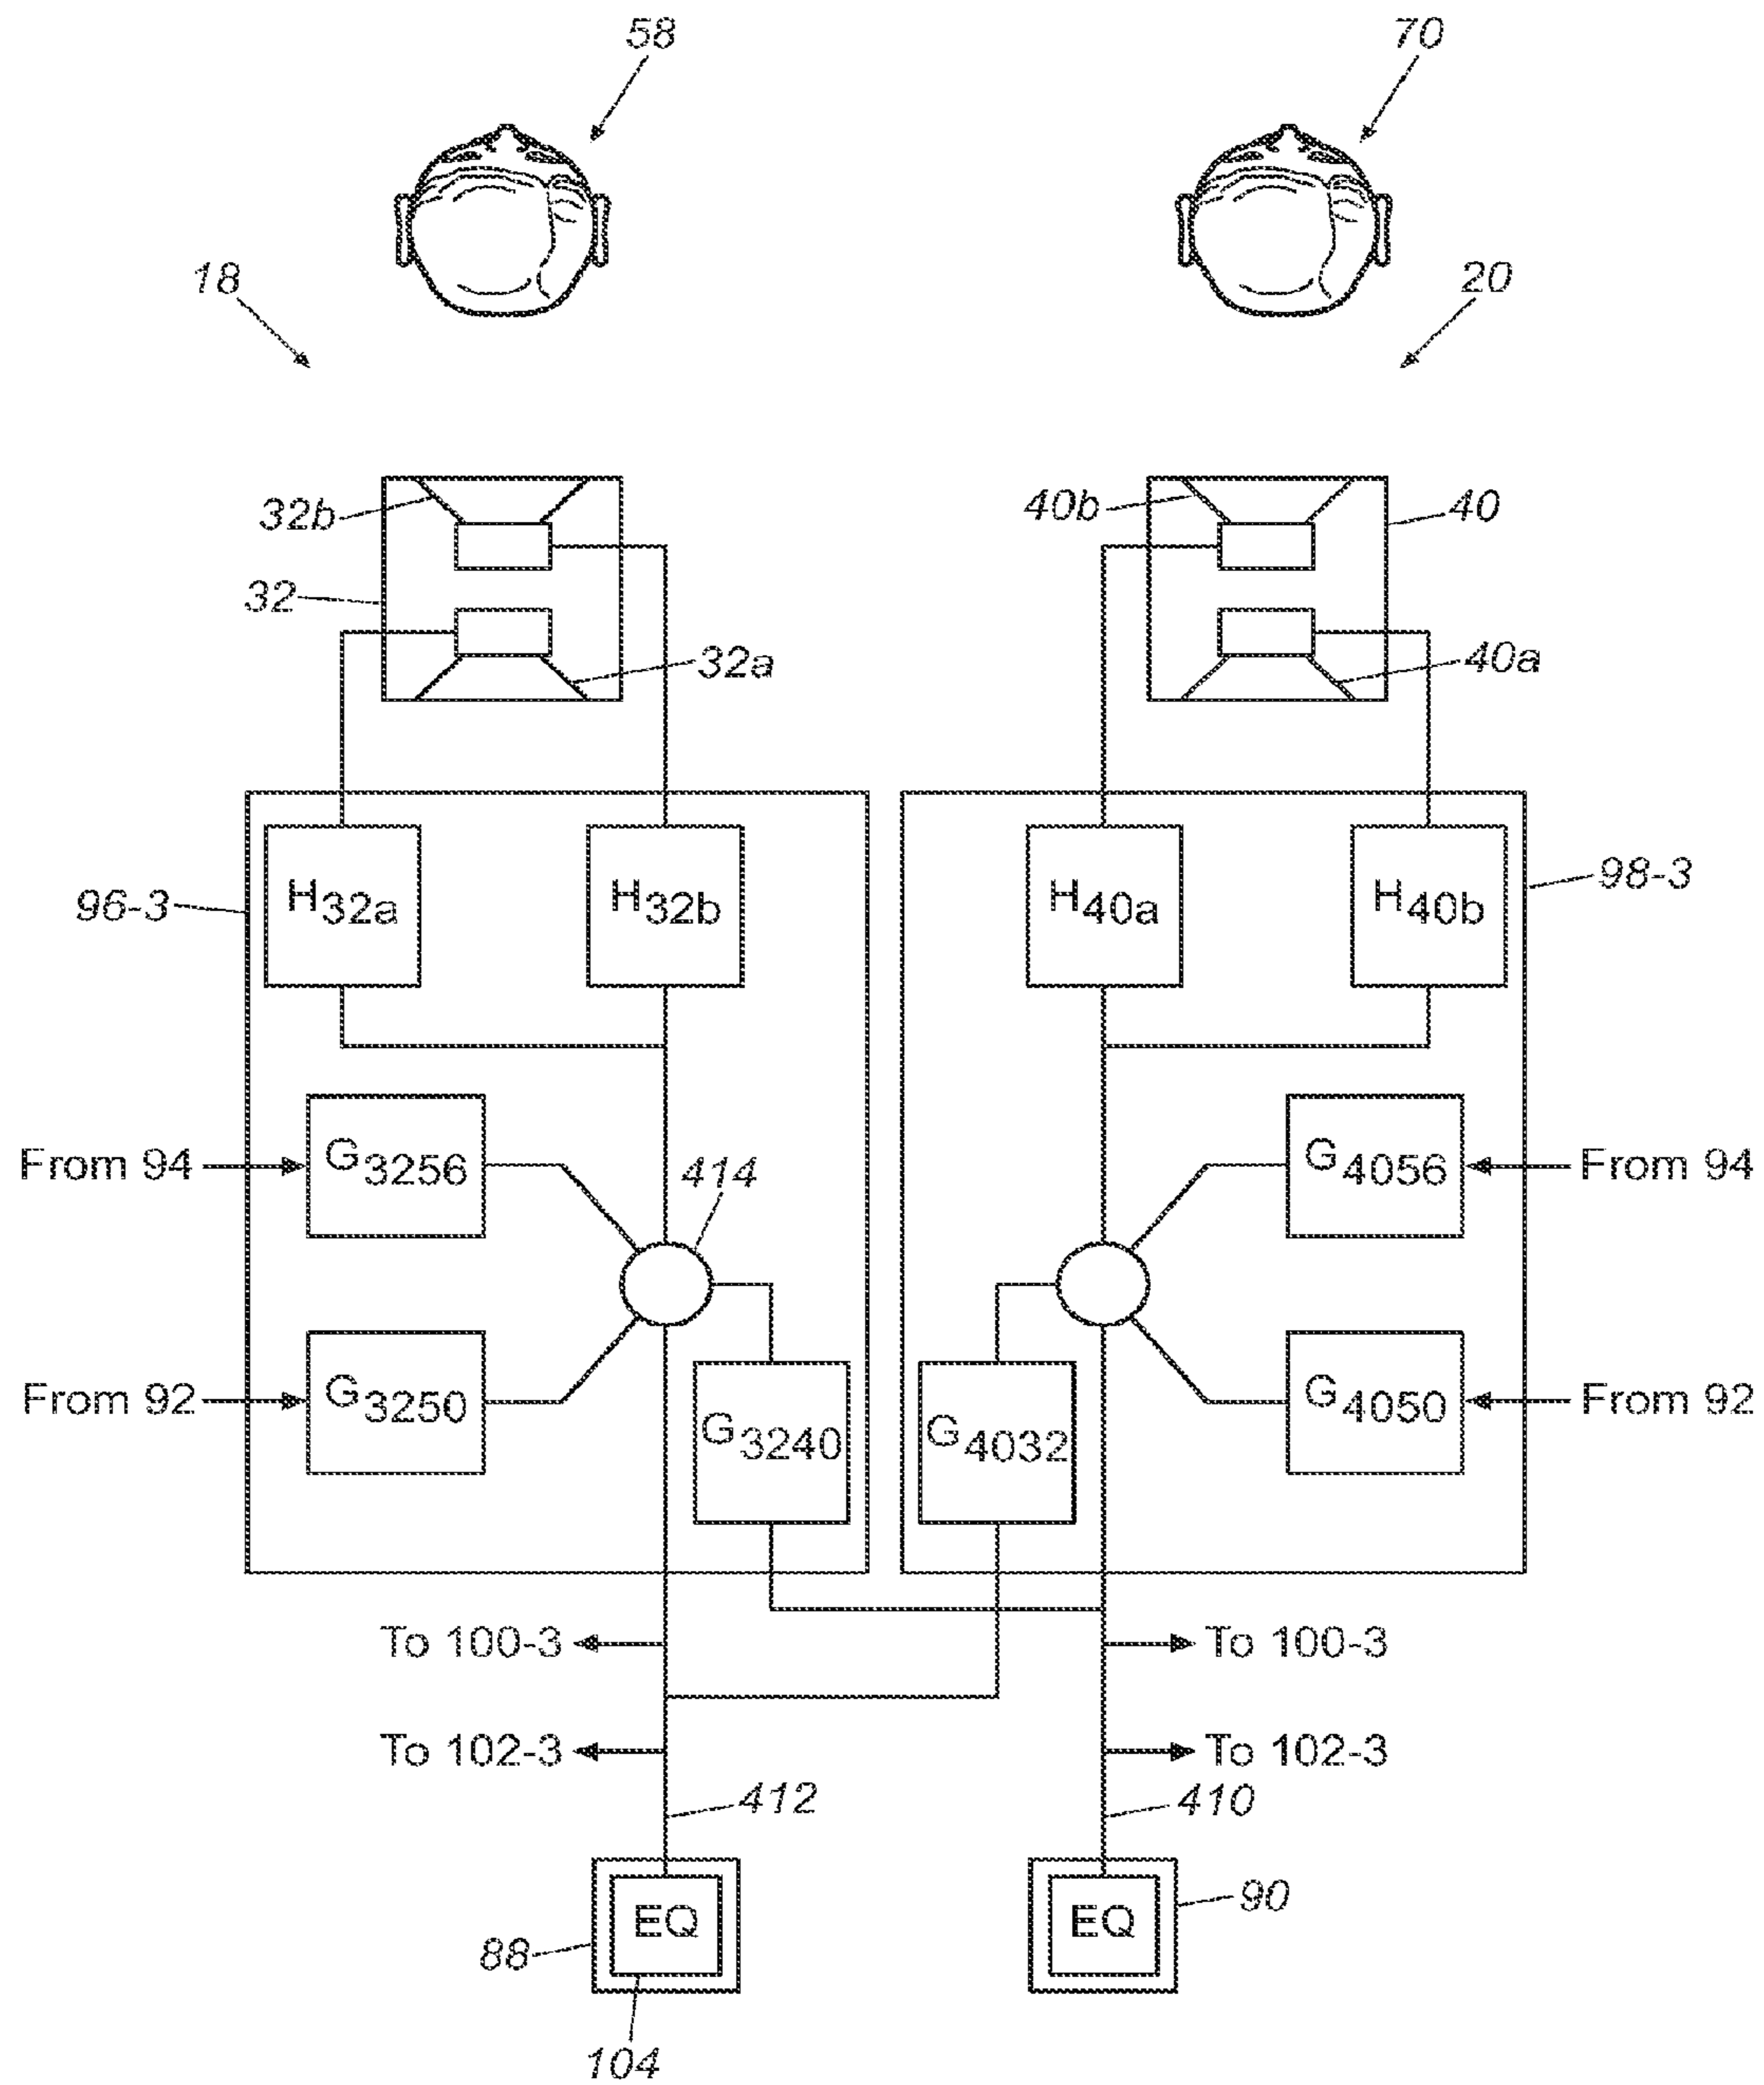 58 70
18 20
32b 40b 40
32 32a 40a
H32a H32b H40a H40b
96-3 98-3
From 94 G3256 414 G4056 From 94
From 92 G3250 G3240 G4032 G4050 From 92
To 100-3 To 100-3
To 102-3 To 102-3
412 410
88 EQ EQ 90
104